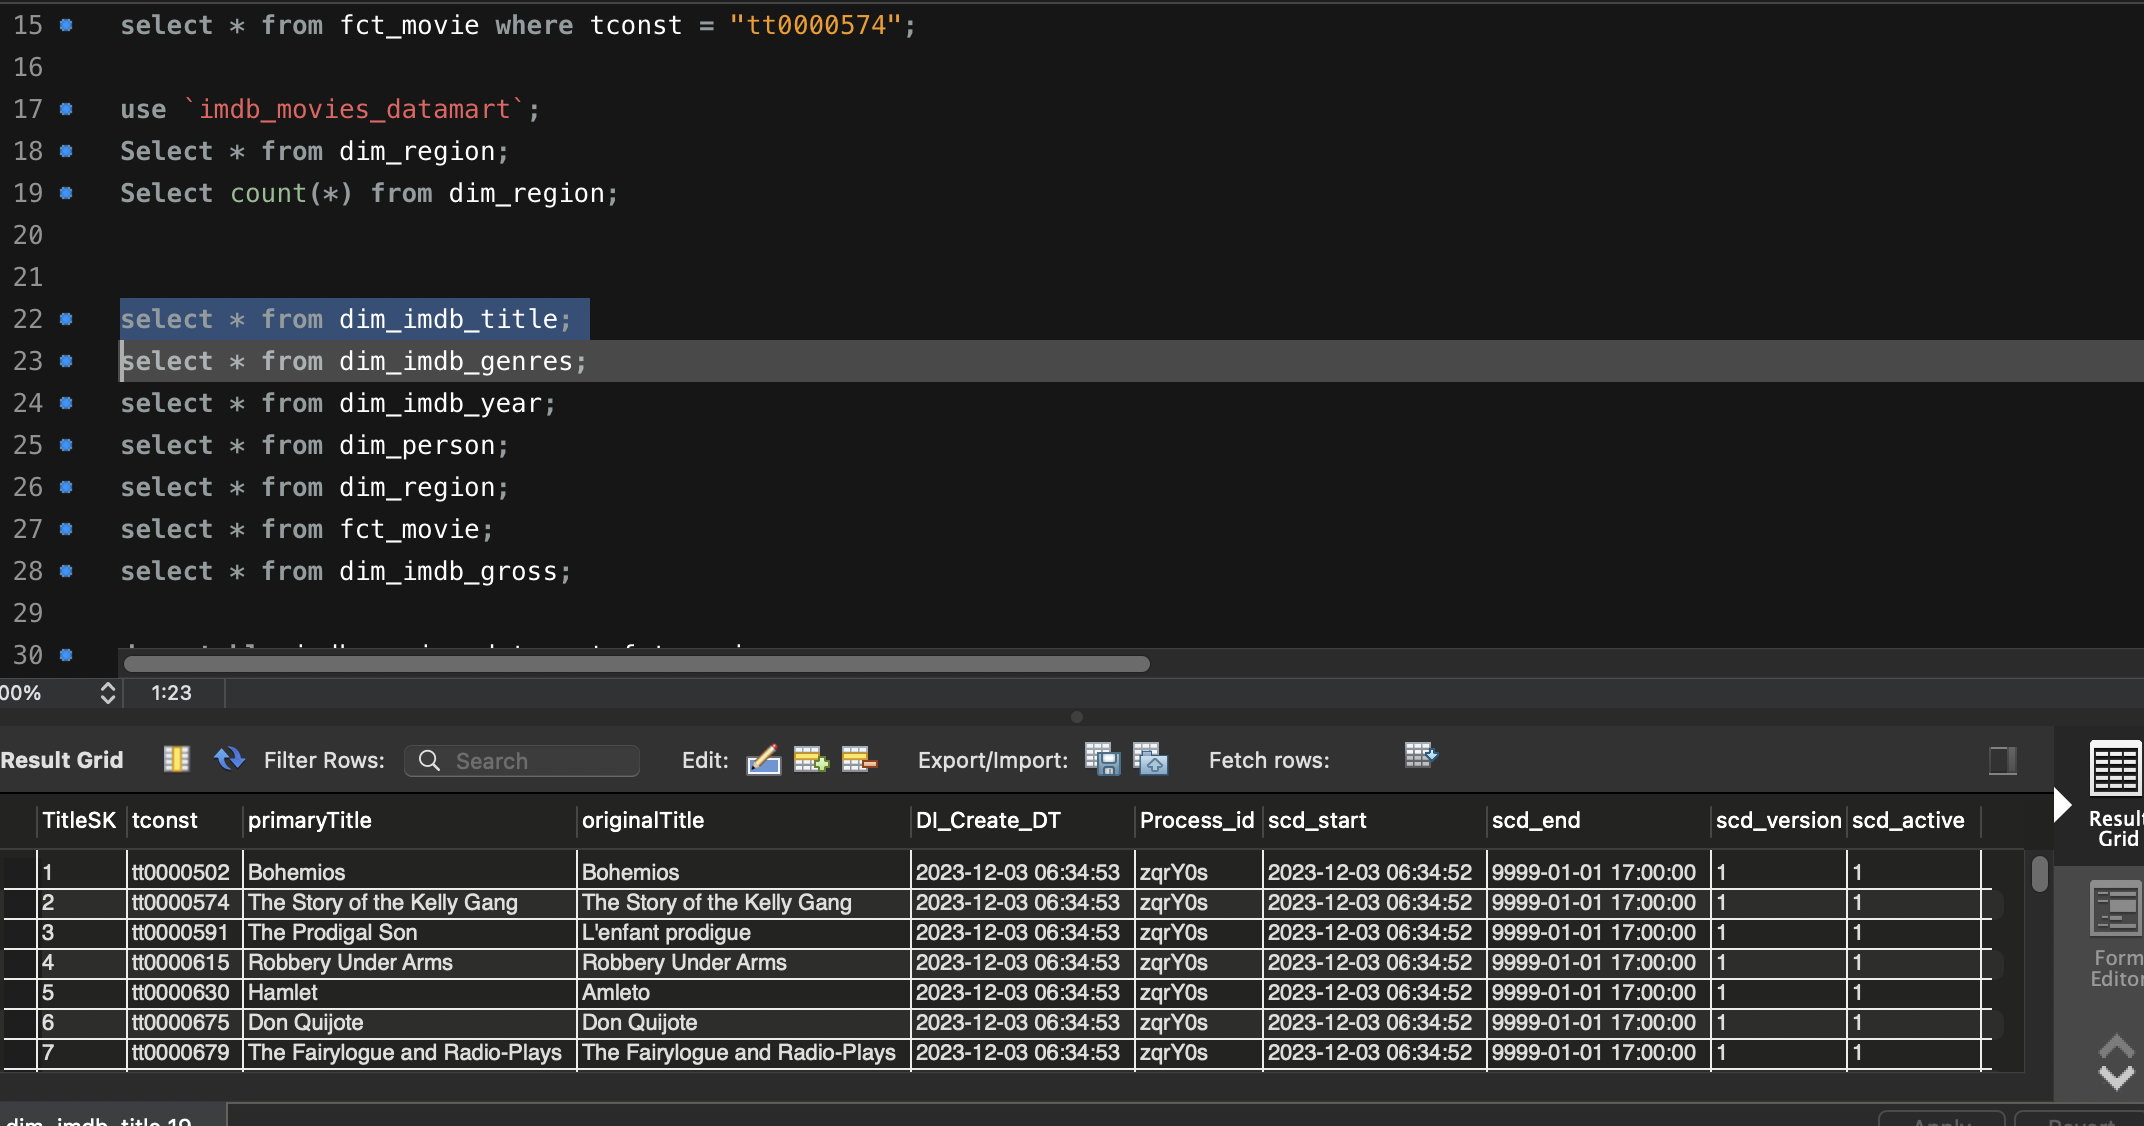 15 select * from fct_movie where tconst = "tt0000574";
16
17 use `imdb_movies_datamart`;
18 Select * from dim_region;
19 Select count(*) from dim_region;
20
21
22 select * from dim_imdb_title;
23 select * from dim_imdb_genres;
24 select * from dim_imdb_year;
25 select * from dim_person;
26 select * from dim_region;
27 select * from fct_movie;
28 select * from dim_imdb_gross;
29
30
00% 1:23
Result Grid Filter Rows: Search Edit: Export/Import: Fetch rows:
TitleSK tconst primaryTitle originalTitle DI_Create_DT Process_id scd_start scd_end scd_version scd_active
1 tt0000502 Bohemios Bohemios 2023-12-03 06:34:53 zqrY0s 2023-12-03 06:34:52 9999-01-01 17:00:00 1 1
2 tt0000574 The Story of the Kelly Gang The Story of the Kelly Gang 2023-12-03 06:34:53 zqrY0s 2023-12-03 06:34:52 9999-01-01 17:00:00 1 1
3 tt0000591 The Prodigal Son L'enfant prodigue 2023-12-03 06:34:53 zqrY0s 2023-12-03 06:34:52 9999-01-01 17:00:00 1 1
4 tt0000615 Robbery Under Arms Robbery Under Arms 2023-12-03 06:34:53 zqrY0s 2023-12-03 06:34:52 9999-01-01 17:00:00 1 1
5 tt0000630 Hamlet Amleto 2023-12-03 06:34:53 zqrY0s 2023-12-03 06:34:52 9999-01-01 17:00:00 1 1
6 tt0000675 Don Quijote Don Quijote 2023-12-03 06:34:53 zqrY0s 2023-12-03 06:34:52 9999-01-01 17:00:00 1 1
7 tt0000679 The Fairylogue and Radio-Plays The Fairylogue and Radio-Plays 2023-12-03 06:34:53 zqrY0s 2023-12-03 06:34:52 9999-01-01 17:00:00 1 1
Result
Grid
Form
Editor
dim_imdb_title 19
Apply Revert